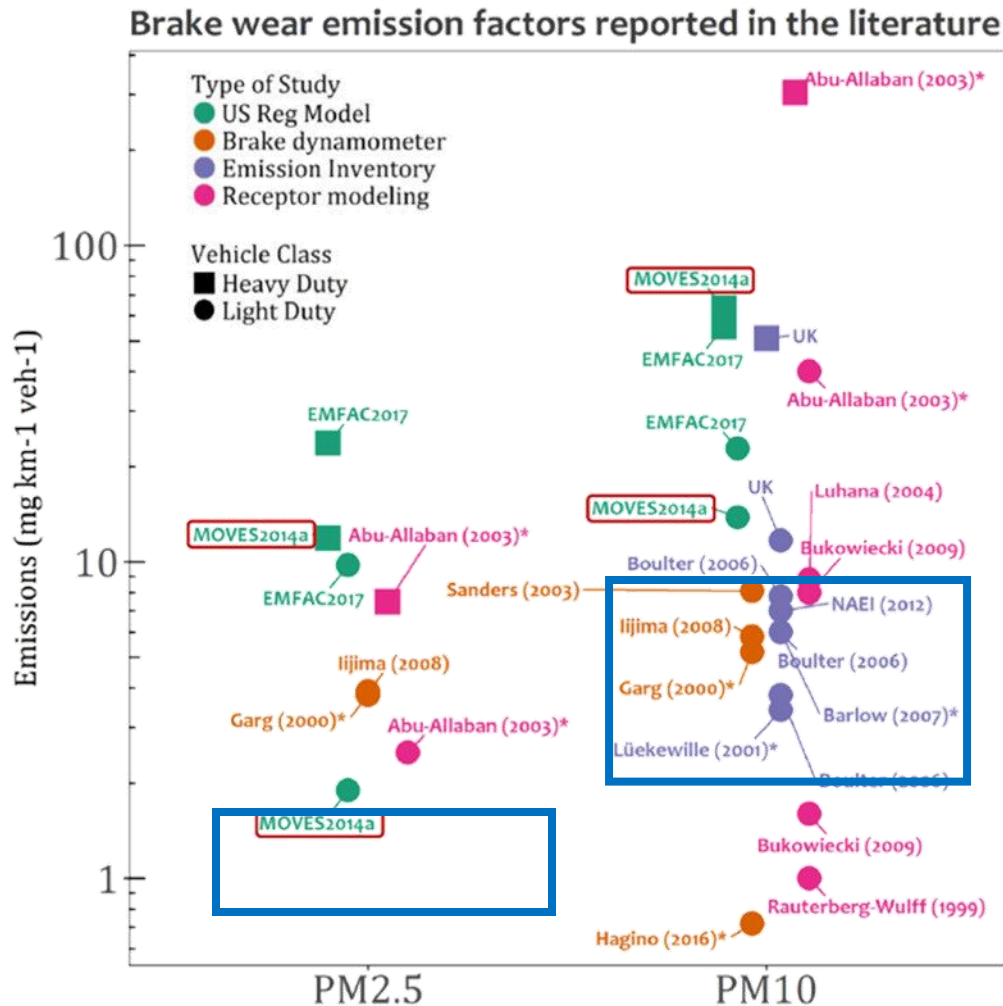 Brake wear emission factors reported in the literature
Type of Study
US Reg Model
Brake dynamometer
Emission Inventory
Receptor modeling
Vehicle Class
Heavy Duty
Light Duty
Emissions (mg km-1 veh-1)
100
10
1
Abu-Allaban (2003)*
MOVES2014a
UK
EMFAC2017
Abu-Allaban (2003)*
EMFAC2017
EMFAC2017
UK
Luhana (2004)
MOVES2014a
MOVES2014a
Abu-Allaban (2003)*
Bukowiecki (2009)
Boulter (2006)
EMFAC2017
Sanders (2003)
NAEI (2012)
Iijima (2008)
Boulter (2006)
Iijima (2008)
Garg (2000)*
Garg (2000)*
Barlow (2007)*
Abu-Allaban (2003)*
Lüekewille (2001)*
Boulter (2006)
MOVES2014a
Bukowiecki (2009)
Rauterberg-Wulff (1999)
Hagino (2016)*
PM2.5
PM10